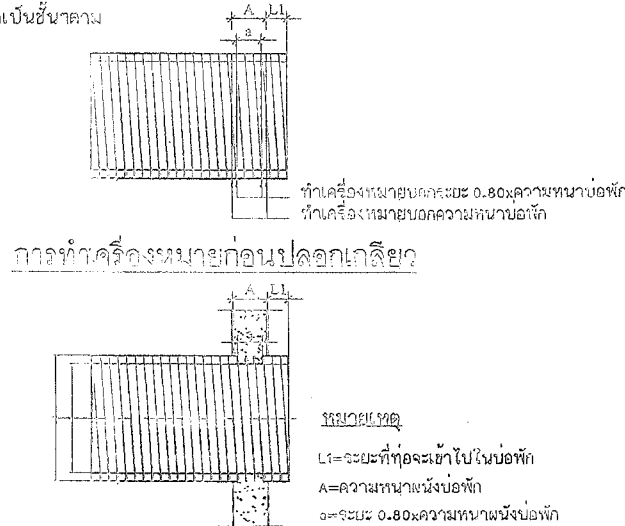 เป็นชั้นๆตาม
A L1
a
ทำเครื่องหมายบอกระยะ 0.80xความหนาบ่อพัก
ทำเครื่องหมายบอกความหนาบ่อพัก
การทำเครื่องหมายก่อนปลอกเกลียว
A L1
หมายเหตุ
L1=ระยะที่ท่อจะเข้าไปในบ่อพัก
A=ความหนาผนังบ่อพัก
a=ระยะ 0.80xความหนาผนังบ่อพัก